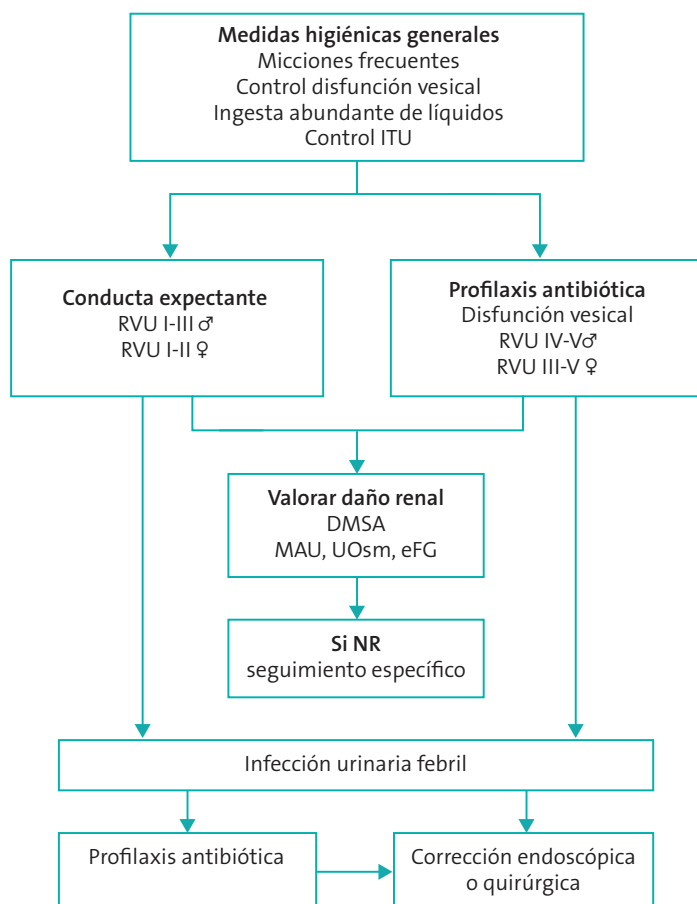 Medidas higiénicas generales
Micciones frecuentes
Control disfunción vesical
Ingesta abundante de líquidos
Control ITU
Conducta expectante
RVU I-III ♂
RVU I-II ♀
Profilaxis antibiótica
Disfunción vesical
RVU IV-V♂
RVU III-V ♀
Valorar daño renal
DMSA
MAU, UOsm, eFG
Si NR
seguimiento específico
Infección urinaria febril
Profilaxis antibiótica
Corrección endoscópica
o quirúrgica